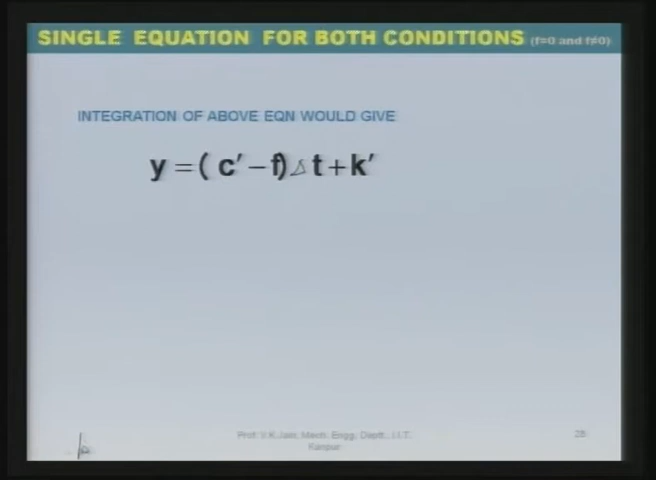 SINGLE EQUATION FOR BOTH CONDITIONS (f=0 and f≠0)
INTEGRATION OF ABOVE EQN WOULD GIVE
y = ( c′ − f) △ t + k′
Prof. V.K.Jain, Mech. Engg. Deptt., I.I.T.
Kanpur
28